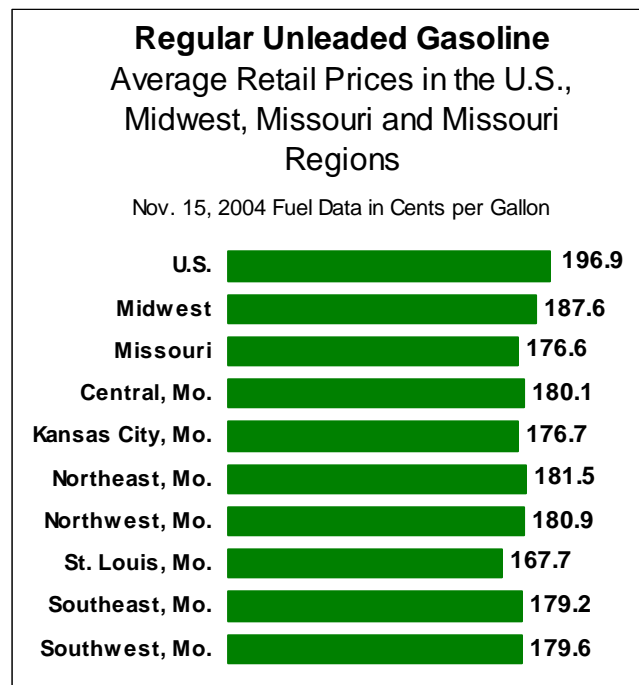 Regular Unleaded Gasoline
Average Retail Prices in the U.S.,
Midwest, Missouri and Missouri
Regions
Nov. 15, 2004 Fuel Data in Cents per Gallon
U.S. 196.9
Midwest 187.6
Missouri 176.6
Central, Mo. 180.1
Kansas City, Mo. 176.7
Northeast, Mo. 181.5
Northwest, Mo. 180.9
St. Louis, Mo. 167.7
Southeast, Mo. 179.2
Southwest, Mo. 179.6